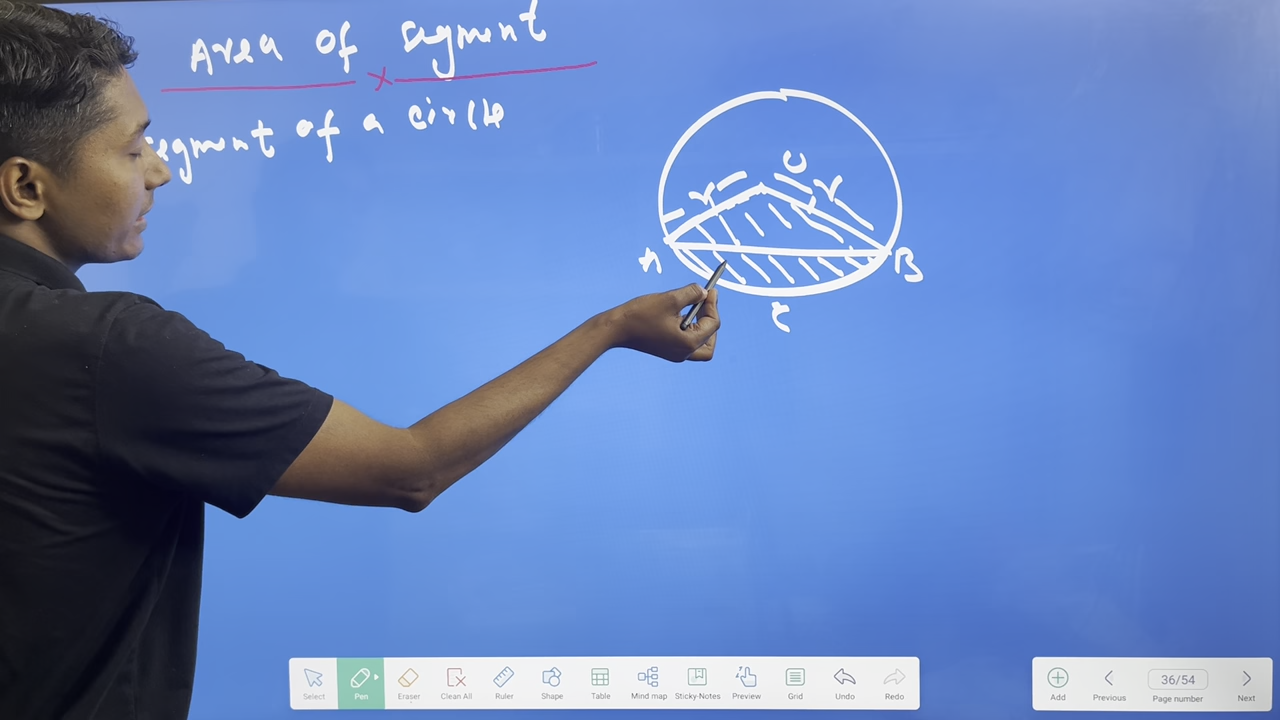 Area of segment
segment of a circle
O
r
r
A
B
Select
Pen
Eraser
Clean All
Ruler
Shape
Table
Mind map
Sticky-Notes
Preview
Grid
Undo
Redo
Add
Previous
36/54
Page number
Next